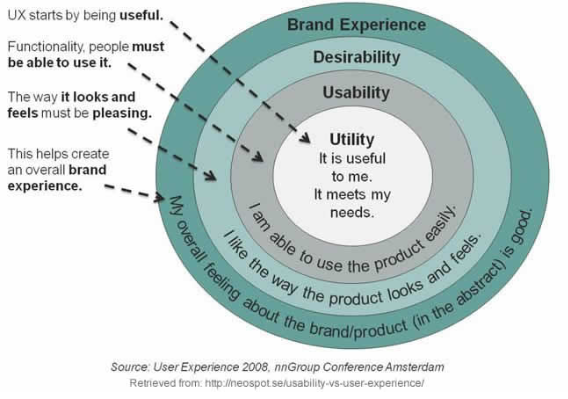 UX starts by being useful.
Functionality, people must
be able to use it.
The way it looks and
feels must be pleasing.
This helps create
an overall brand
experience.
Brand Experience
Desirability
Usability
Utility
It is useful
to me.
It meets my
needs.
I am able to use the product easily.
I like the way the product looks and feels.
My overall feeling about the brand/product (in the abstract) is good.
Source: User Experience 2008, nnGroup Conference Amsterdam
Retrieved from: http://neospot.se/usability-vs-user-experience/